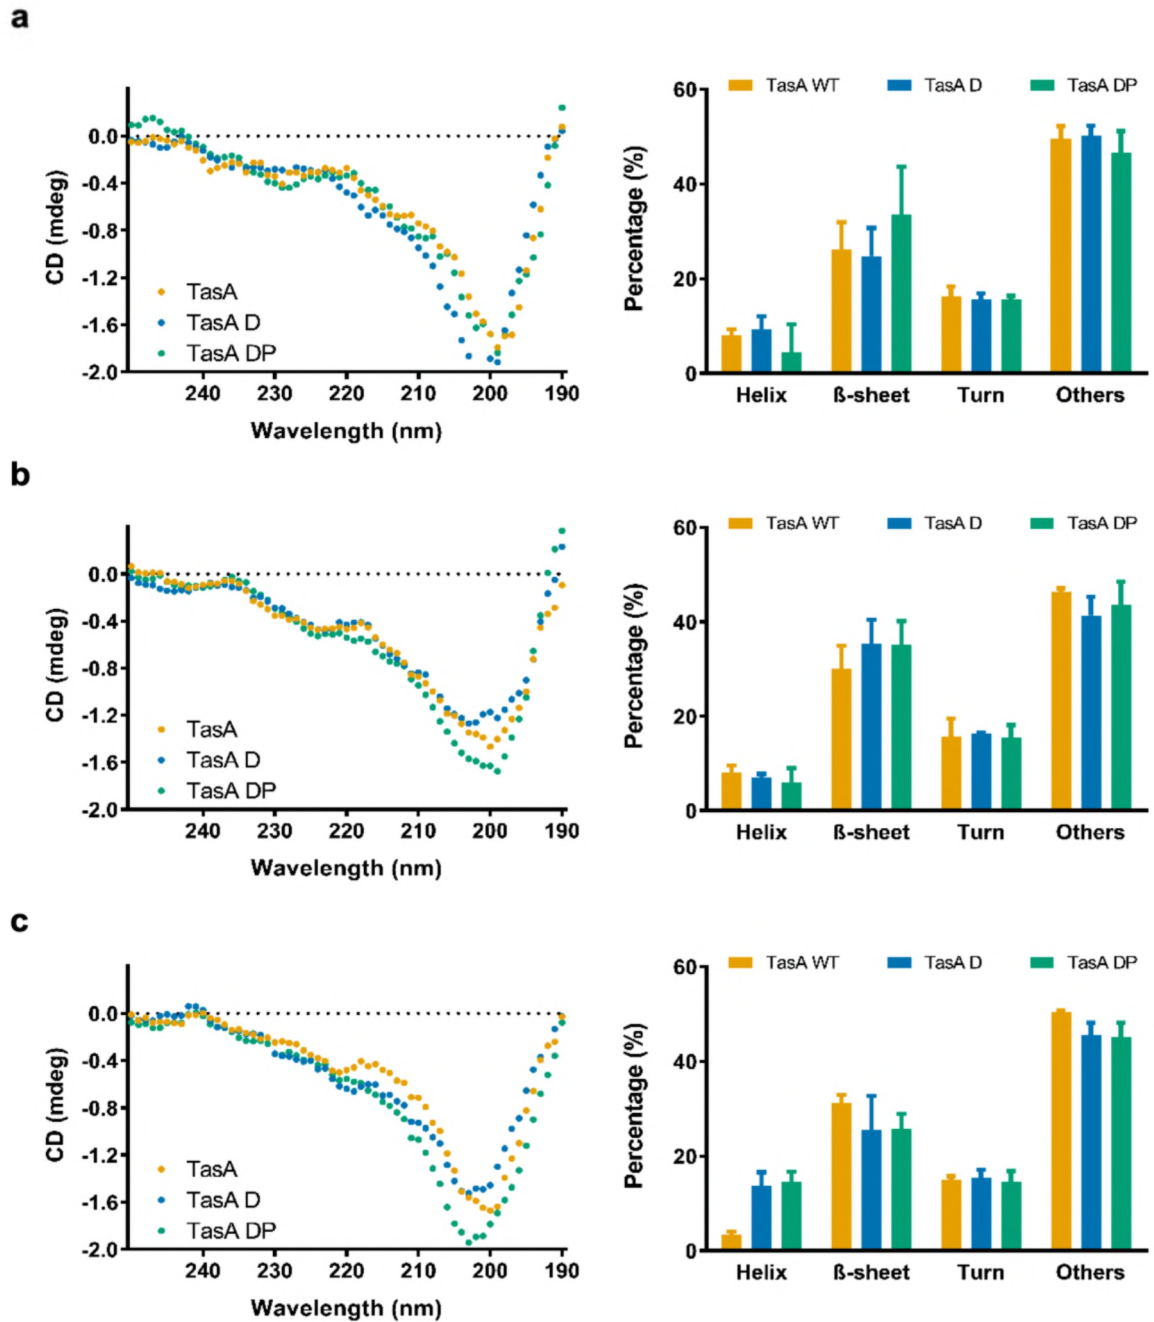 a
0.0
-0.4
-0.8
-1.2
-1.6
-2.0
CD (mdeg)
TasA
TasA D
TasA DP
240 230 220 210 200 190
Wavelength (nm)
TasA WT TasA D TasA DP
60
40
20
0
Percentage (%)
Helix ß-sheet Turn Others
b
0.0
-0.4
-0.8
-1.2
-1.6
-2.0
CD (mdeg)
TasA
TasA D
TasA DP
240 230 220 210 200 190
Wavelength (nm)
TasA WT TasA D TasA DP
60
40
20
0
Percentage (%)
Helix ß-sheet Turn Others
c
0.0
-0.4
-0.8
-1.2
-1.6
-2.0
CD (mdeg)
TasA
TasA D
TasA DP
240 230 220 210 200 190
Wavelength (nm)
TasA WT TasA D TasA DP
60
40
20
0
Percentage (%)
Helix ß-sheet Turn Others